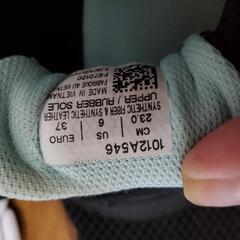 1012A546
CM US EURO
23.0 6 37
SYNTHETIC FIBER & SYNTHETIC LEATHER
UPPER / RUBBER SOLE
MADE IN VIETNAM
FABRIQUE AU VIETNAM